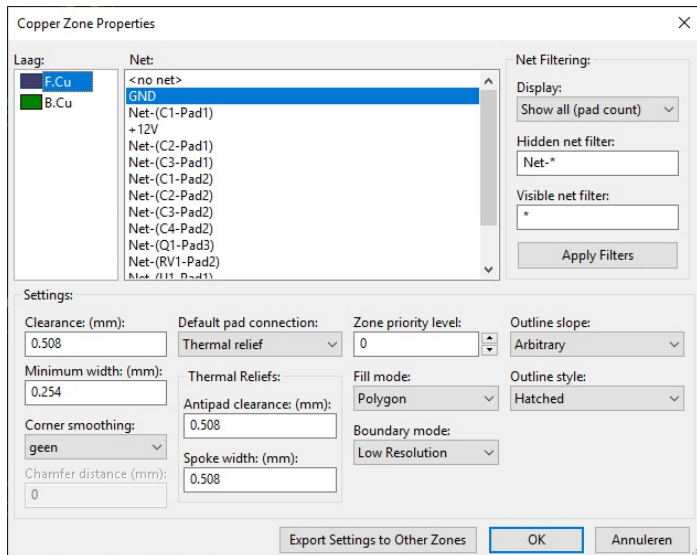 Copper Zone Properties
Laag:
F.Cu
B.Cu
Net:
<no net>
GND
Net-(C1-Pad1)
+12V
Net-(C2-Pad1)
Net-(C3-Pad1)
Net-(C1-Pad2)
Net-(C2-Pad2)
Net-(C3-Pad2)
Net-(C4-Pad2)
Net-(Q1-Pad3)
Net-(RV1-Pad2)
Net-(U1-Pad1)
Net Filtering:
Display:
Show all (pad count)
Hidden net filter:
Net-*
Visible net filter:
*
Apply Filters
Settings:
Clearance: (mm):
0.508
Minimum width: (mm):
0.254
Corner smoothing:
geen
Chamfer distance (mm):
0
Default pad connection:
Thermal relief
Thermal Reliefs:
Antipad clearance: (mm):
0.508
Spoke width: (mm):
0.508
Zone priority level:
0
Fill mode:
Polygon
Boundary mode:
Low Resolution
Outline slope:
Arbitrary
Outline style:
Hatched
Export Settings to Other Zones
OK
Annuleren